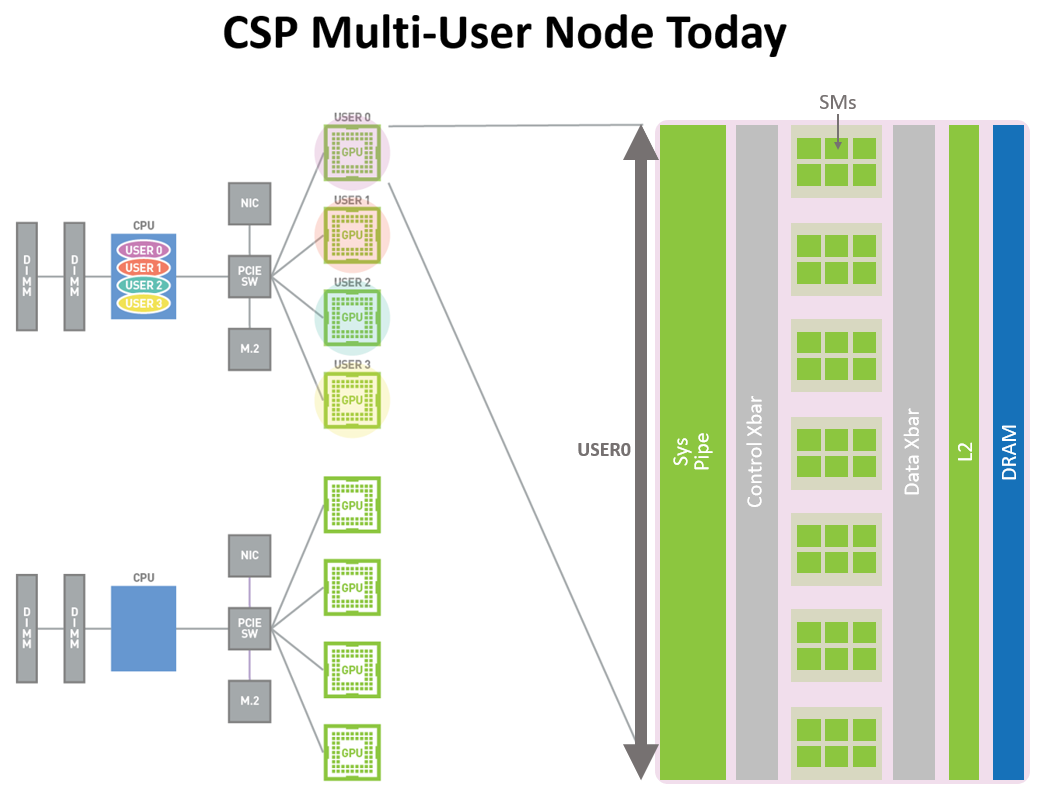 CSP Multi-User Node Today
USER 0
GPU
USER 1
GPU
USER 2
GPU
USER 3
GPU
NIC
PCIE
SW
M.2
CPU
USER 0
USER 1
USER 2
USER 3
DIMM
DIMM
GPU
GPU
GPU
GPU
NIC
PCIE
SW
M.2
CPU
DIMM
DIMM
USER0
SMs
Sys
Pipe
Control Xbar
Data Xbar
L2
DRAM